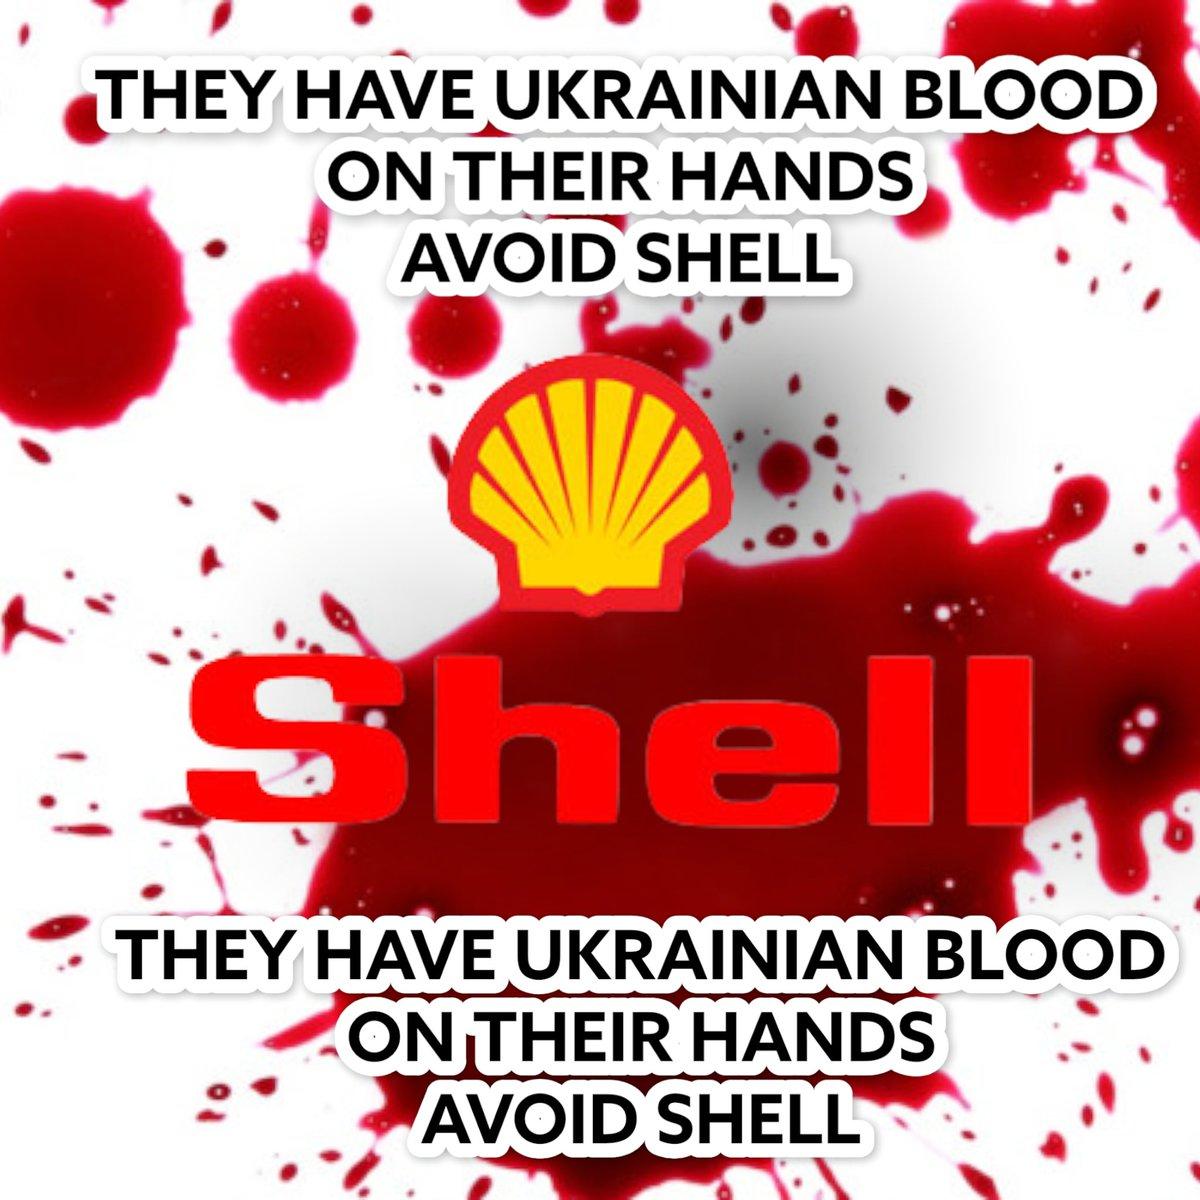 THEY HAVE UKRAINIAN BLOOD
ON THEIR HANDS
AVOID SHELL
Shell
THEY HAVE UKRAINIAN BLOOD
ON THEIR HANDS
AVOID SHELL